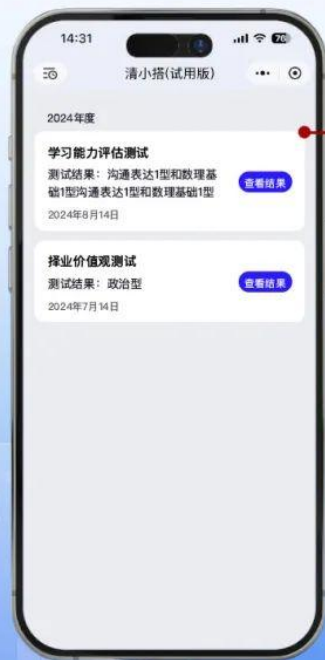 14:31
76
清小搭(试用版)
2024年度
学习能力评估测试
测试结果：沟通表达1型和数理基
础1型沟通表达1型和数理基础1型
查看结果
2024年8月14日
择业价值观测试
测试结果：政治型
查看结果
2024年7月14日